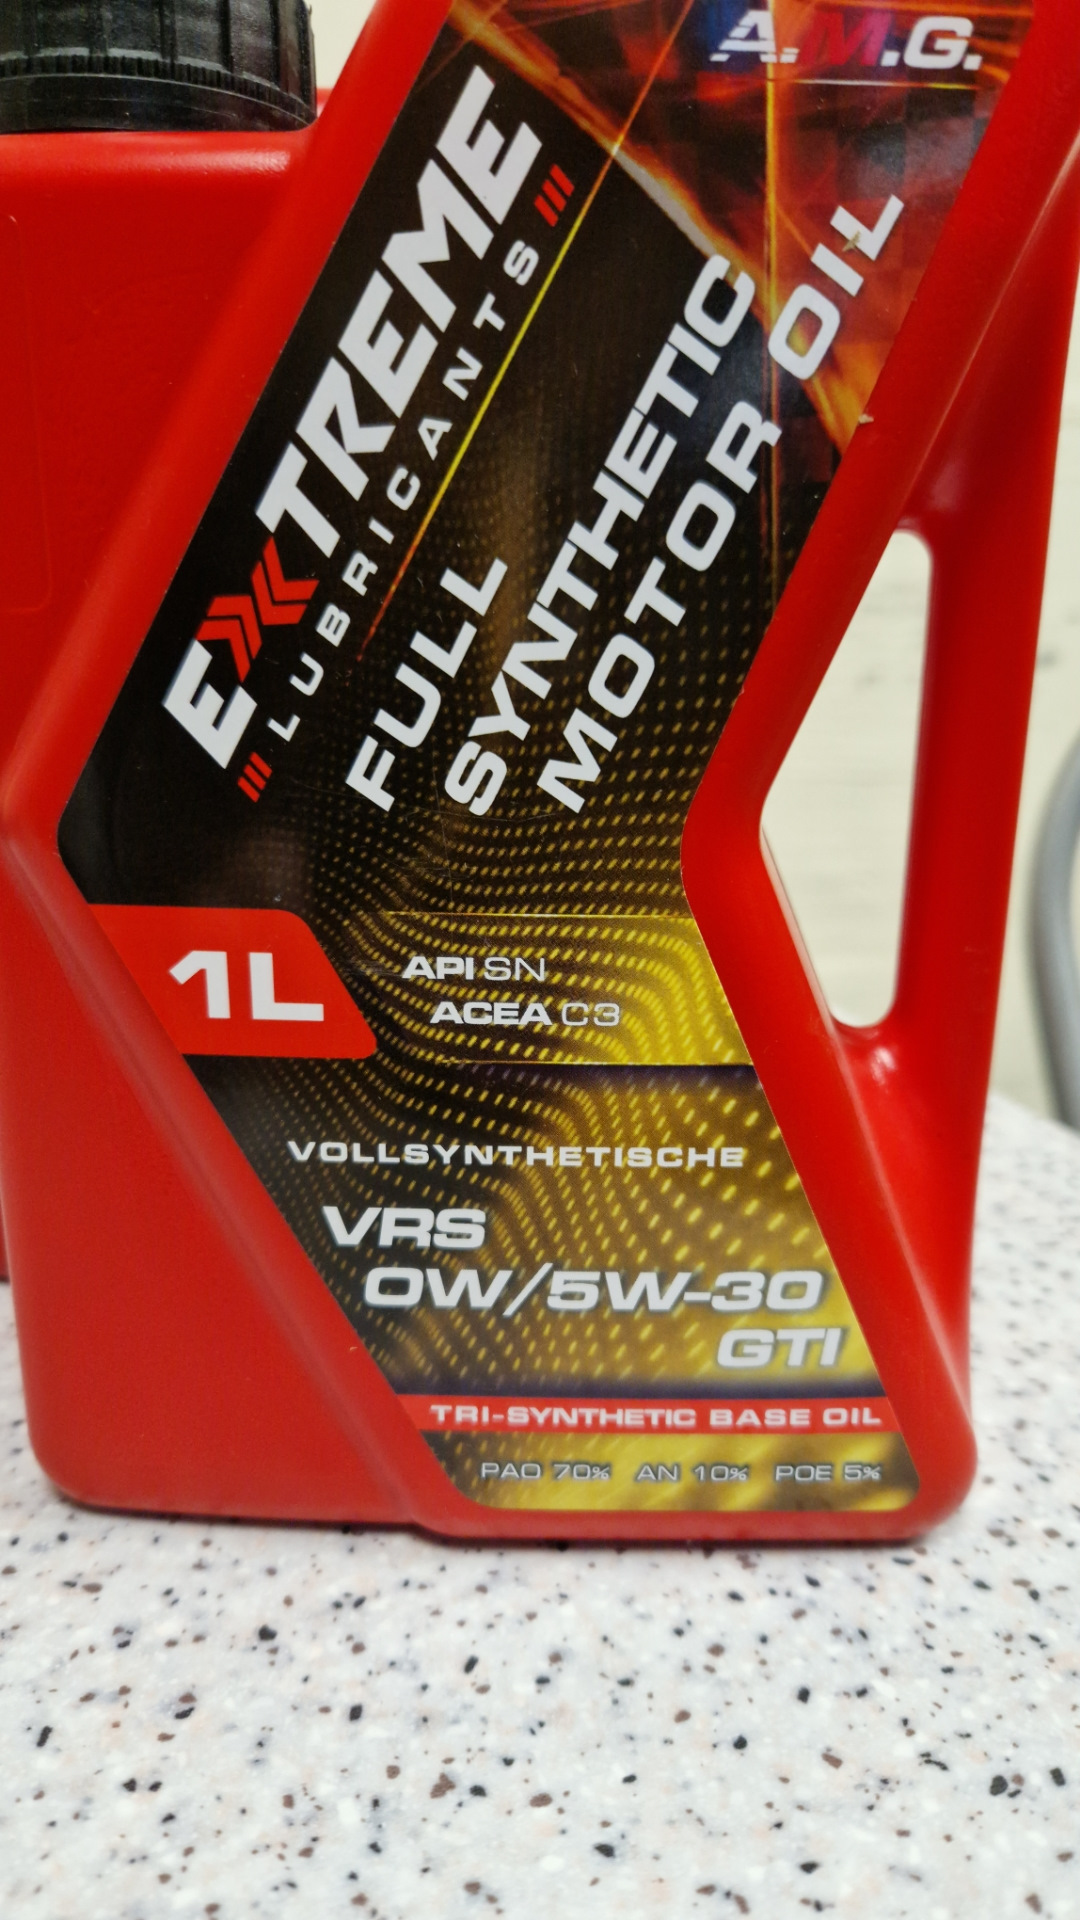 A.M.G.
EXTREME
LUBRICANTS
FULL
SYNTHETIC
MOTOR OIL
1L
API SN
ACEA C3
VOLLSYNTHETISCHE
VRS
0W/5W-30
GTI
TRI-SYNTHETIC BASE OIL
PAO 70% AN 10% POE 5%